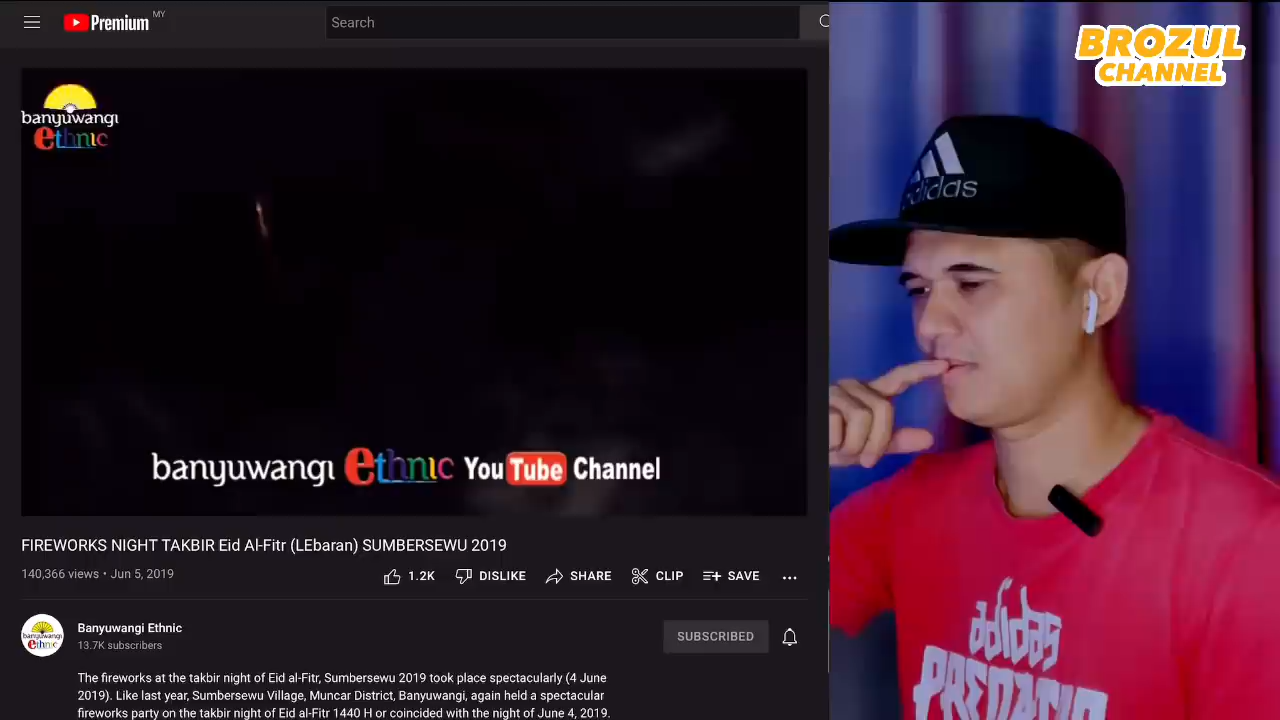 Premium MY
Search
BROZUL
CHANNEL
banyuwangi
ethnic
adidas
banyuwangi ethnic YouTube Channel
FIREWORKS NIGHT TAKBIR Eid Al-Fitr (LEbaran) SUMBERSEWU 2019
140,366 views • Jun 5, 2019
1.2K DISLIKE SHARE CLIP SAVE
banyuwangi
ethnic
Banyuwangi Ethnic
13.7K subscribers
SUBSCRIBED
The fireworks at the takbir night of Eid al-Fitr, Sumbersewu 2019 took place spectacularly (4 June
2019). Like last year, Sumbersewu Village, Muncar District, Banyuwangi, again held a spectacular
fireworks party on the takbir night of Eid al-Fitr 1440 H or coincided with the night of June 4, 2019.
adidas